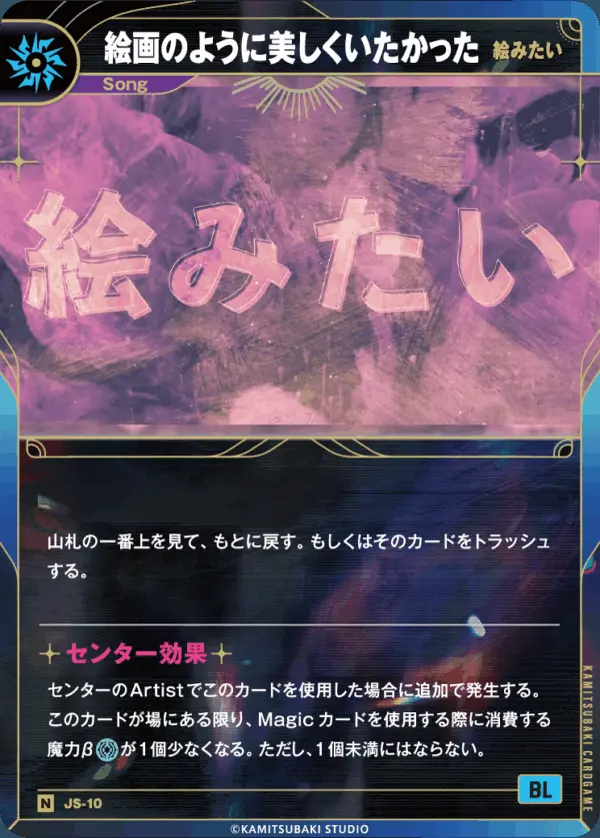 絵画のように美しくいたかった 絵みたい
Song
絵みたい
山札の一番上を見て、もとに戻す。もしくはそのカードをトラッシュ
する。
センター効果
センターのArtistでこのカードを使用した場合に追加で発生する。
このカードが場にある限り、Magic カードを使用する際に消費する
魔力β が1個少なくなる。ただし、1個未満にはならない。
KAMITSUBAKI CARDGAME
BL
N JS-10
©KAMITSUBAKI STUDIO